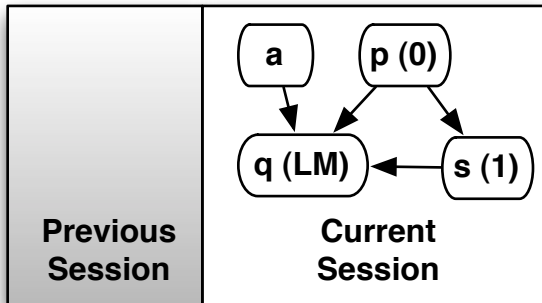 a
p (0)
q (LM)
s (1)
Previous
Session
Current
Session